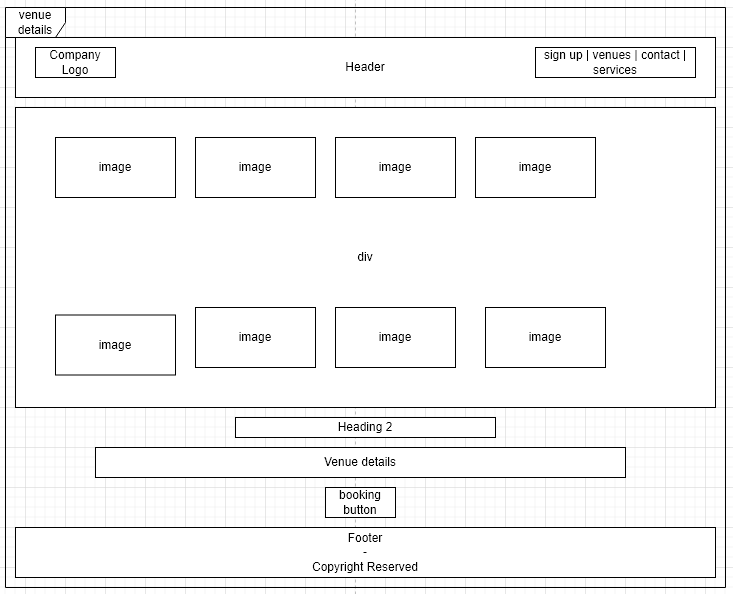 venue
details
Company
Logo
Header
sign up | venues | contact |
services
image
image
image
image
div
image
image
image
image
Heading 2
Venue details
booking
button
Footer
-
Copyright Reserved